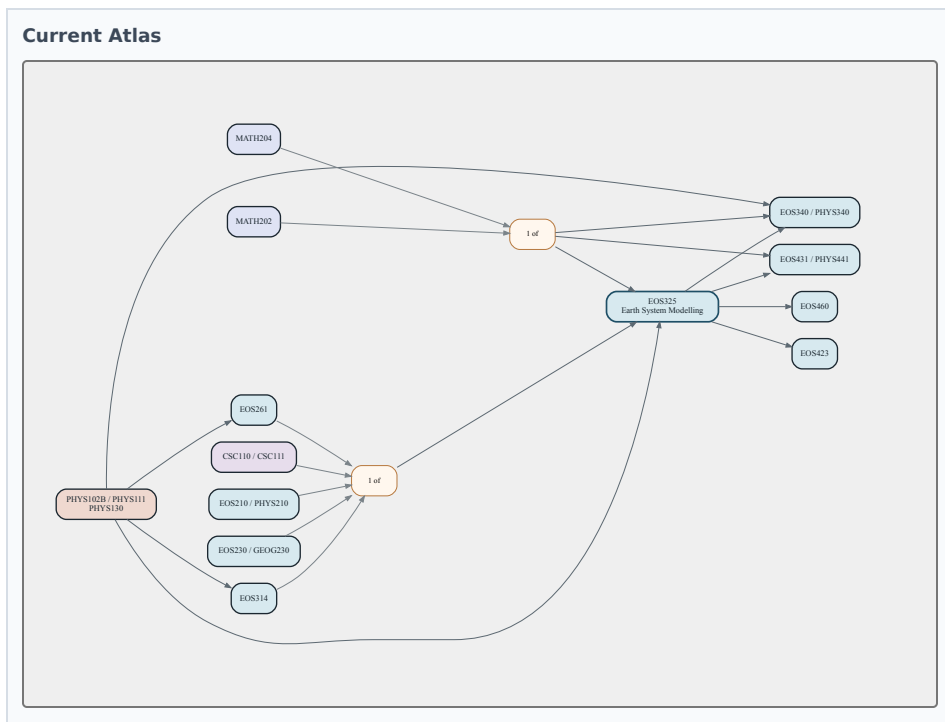 Current Atlas
MATH204
MATH202
1 of
EOS340 / PHYS340
EOS431 / PHYS441
EOS325
Earth System Modelling
EOS460
EOS423
EOS261
CSC110 / CSC111
1 of
PHYS102B / PHYS111
PHYS130
EOS210 / PHYS210
EOS230 / GEOG230
EOS314